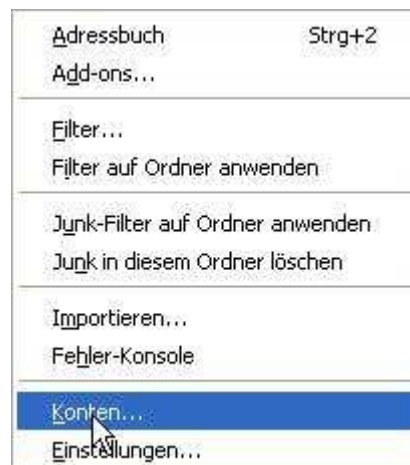 Adressbuch Strg+2
Add-ons...
Filter...
Filter auf Ordner anwenden
Junk-Filter auf Ordner anwenden
Junk in diesem Ordner löschen
Importieren...
Fehler-Konsole
Konten...
Einstellungen...